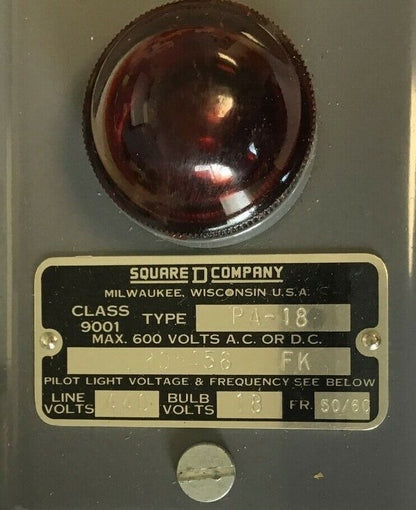 SQUARE D COMPANY
MILWAUKEE, WISCONSIN U.S.A.
CLASS 9001 TYPE PA-18
MAX. 600 VOLTS A.C. OR D.C.
FK
PILOT LIGHT VOLTAGE & FREQUENCY SEE BELOW
LINE VOLTS 440 BULB VOLTS 18 FR. 50/60